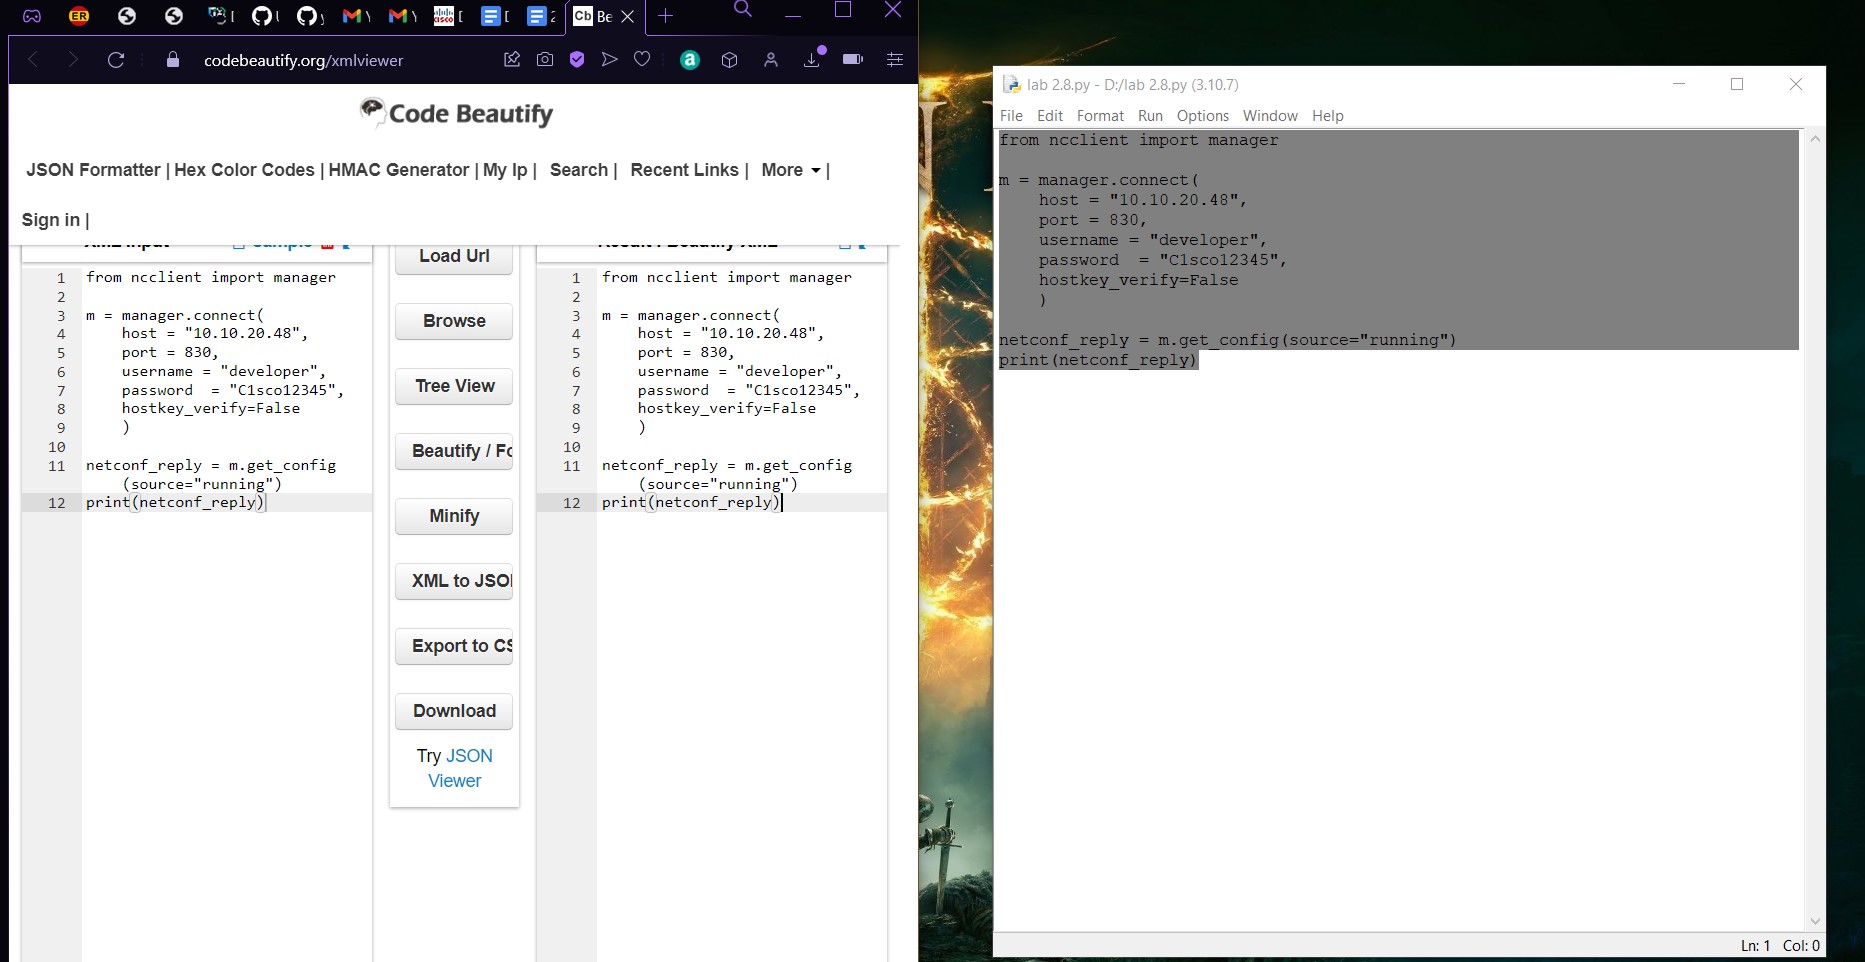 ER
Cb Be
codebeautify.org/xmlviewer
a
Code Beautify
JSON Formatter | Hex Color Codes | HMAC Generator | My Ip | Search | Recent Links | More |
Sign in |
Load Url
Browse
Tree View
Beautify / Fo
Minify
XML to JSO
Export to CS
Download
Try JSON
Viewer
1 from ncclient import manager
2
3 m = manager.connect(
4 host = "10.10.20.48",
5 port = 830,
6 username = "developer",
7 password  = "C1sco12345",
8 hostkey_verify=False
9 )
10
11 netconf_reply = m.get_config
(source="running")
12 print(netconf_reply)
1 from ncclient import manager
2
3 m = manager.connect(
4 host = "10.10.20.48",
5 port = 830,
6 username = "developer",
7 password  = "C1sco12345",
8 hostkey_verify=False
9 )
10
11 netconf_reply = m.get_config
(source="running")
12 print(netconf_reply)
lab 2.8.py - D:/lab 2.8.py (3.10.7)
File Edit Format Run Options Window Help
from ncclient import manager
m = manager.connect(
host = "10.10.20.48",
port = 830,
username = "developer",
password  = "C1sco12345",
hostkey_verify=False
)
netconf_reply = m.get_config(source="running")
print(netconf_reply)
Ln: 1 Col: 0